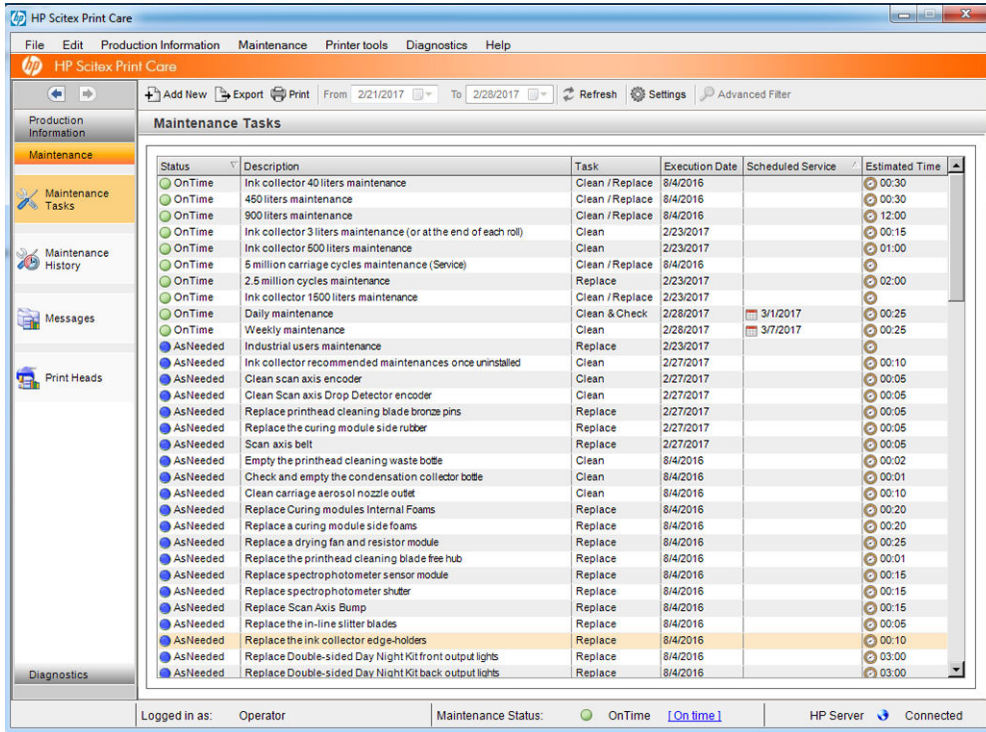 HP Scitex Print Care
File Edit Production Information Maintenance Printer tools Diagnostics Help
hp HP Scitex Print Care
Add New Export Print From 2/21/2017 To 2/28/2017 Refresh Settings Advanced Filter
Production Information
Maintenance
Maintenance Tasks
Maintenance History
Messages
Print Heads
Diagnostics
Maintenance Tasks
Status Description Task Execution Date Scheduled Service Estimated Time
OnTime Ink collector 40 liters maintenance Clean / Replace 8/4/2016 00:30
OnTime 450 liters maintenance Clean / Replace 8/4/2016 00:30
OnTime 900 liters maintenance Clean / Replace 8/4/2016 12:00
OnTime Ink collector 3 liters maintenance (or at the end of each roll) Clean 2/23/2017 00:15
OnTime Ink collector 500 liters maintenance Clean 2/23/2017 01:00
OnTime 5 million carriage cycles maintenance (Service) Clean / Replace 8/4/2016
OnTime 2.5 million cycles maintenance Replace 2/23/2017 02:00
OnTime Ink collector 1500 liters maintenance Clean / Replace 2/23/2017
OnTime Daily maintenance Clean & Check 2/28/2017 3/1/2017 00:25
OnTime Weekly maintenance Clean 2/28/2017 3/7/2017 00:25
AsNeeded Industrial users maintenance Replace 2/23/2017
AsNeeded Ink collector recommended maintenances once uninstalled Clean 2/27/2017 00:10
AsNeeded Clean scan axis encoder Clean 2/27/2017 00:05
AsNeeded Clean Scan axis Drop Detector encoder Clean 2/27/2017 00:05
AsNeeded Replace printhead cleaning blade bronze pins Replace 2/27/2017 00:05
AsNeeded Replace the curing module side rubber Replace 2/27/2017 00:05
AsNeeded Scan axis belt Replace 2/27/2017 00:05
AsNeeded Empty the printhead cleaning waste bottle Clean 8/4/2016 00:02
AsNeeded Check and empty the condensation collector bottle Clean 8/4/2016 00:01
AsNeeded Clean carriage aerosol nozzle outlet Clean 8/4/2016 00:10
AsNeeded Replace Curing modules Internal Foams Replace 8/4/2016 00:20
AsNeeded Replace a curing module side foams Replace 8/4/2016 00:20
AsNeeded Replace a drying fan and resistor module Replace 8/4/2016 00:25
AsNeeded Replace the printhead cleaning blade free hub Replace 8/4/2016 00:01
AsNeeded Replace spectrophotometer sensor module Replace 8/4/2016 00:15
AsNeeded Replace spectrophotometer shutter Replace 8/4/2016 00:15
AsNeeded Replace Scan Axis Bump Replace 8/4/2016 00:15
AsNeeded Replace the in-line slitter blades Replace 8/4/2016 00:05
AsNeeded Replace the ink collector edge-holders Replace 8/4/2016 00:10
AsNeeded Replace Double-sided Day Night Kit front output lights Replace 8/4/2016 03:00
AsNeeded Replace Double-sided Day Night Kit back output lights Replace 8/4/2016 03:00
Logged in as: Operator Maintenance Status: OnTime [ On time ] HP Server Connected